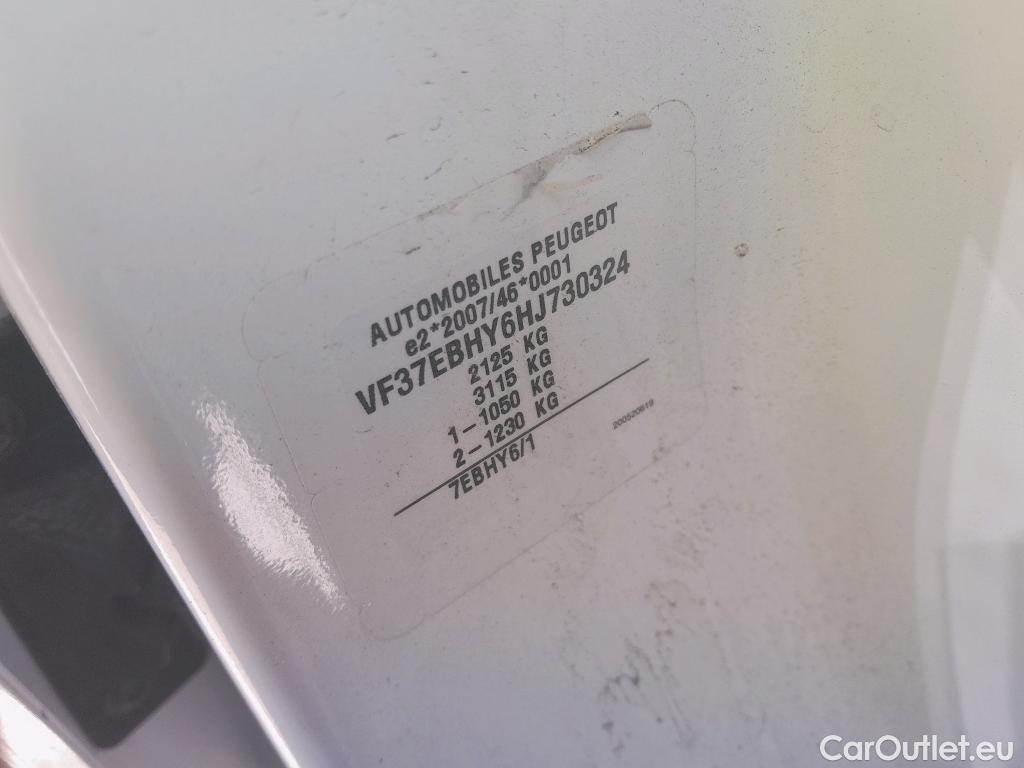 AUTOMOBILES PEUGEOT
e2*2007/46*0001
VF37EBHY6HJ730324
2125 KG
3115 KG
1-1050 KG
2-1230 KG
7EBHY6/1
200520619
CarOutlet.eu